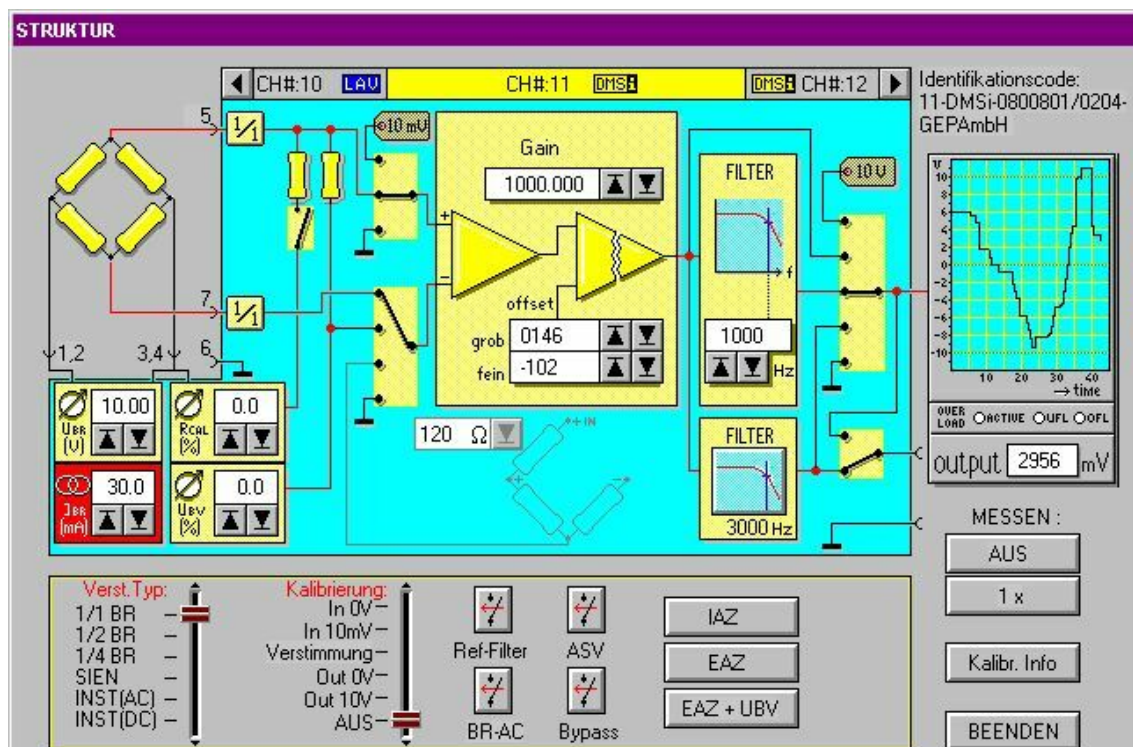 STRUKTUR
CH#:10 LAV CH#:11 DMSi DMSi CH#:12
Identifikationscode:
11-DMSi-0800801/0204-
GEPAmbH
5 1/1 10 mV
Gain
1000.000
FILTER
f
1000
Hz
10 V
+
-
offset
grob 0146
fein -102
7 1/1
1,2 3,4 6
UBR (V) 10.00
RCAL (%) 0.0
IBR (mA) 30.0
UBV (%) 0.0
120 Ω
+IN
+
-
FILTER
3000 Hz
V
10
8
6
4
2
0
-2
-4
-6
-8
-10
10 20 30 40
→ time
OVER LOAD ACTIVE UFL OFL
output 2956 mV
MESSEN :
AUS
1 x
Kalibr. Info
BEENDEN
Verst.Typ:
1/1 BR
1/2 BR
1/4 BR
SIEN
INST(AC)
INST(DC)
Kalibrierung:
In 0V
In 10mV
Verstimmung
Out 0V
Out 10V
AUS
Ref-Filter ASV
BR-AC Bypass
IAZ
EAZ
EAZ + UBV